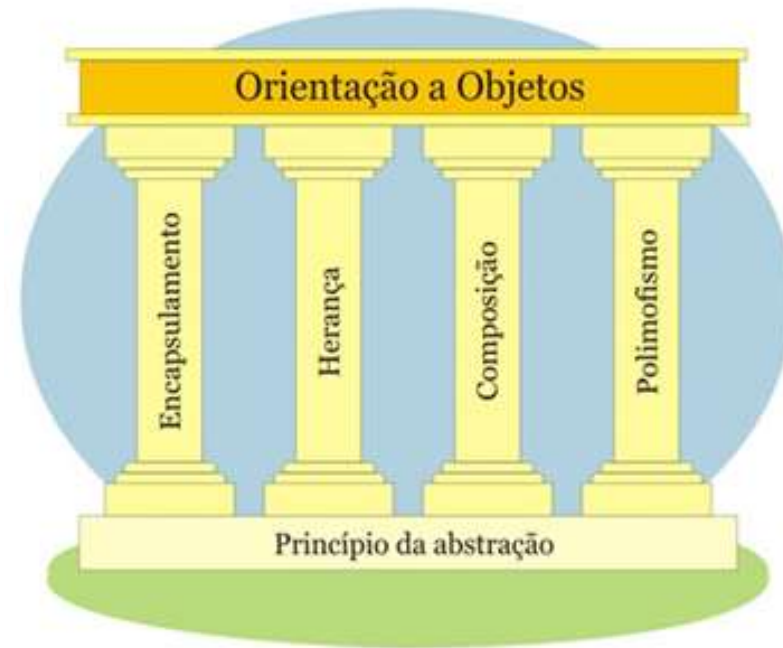 Orientação a Objetos
Encapsulamento
Herança
Composição
Polimofismo
Princípio da abstração